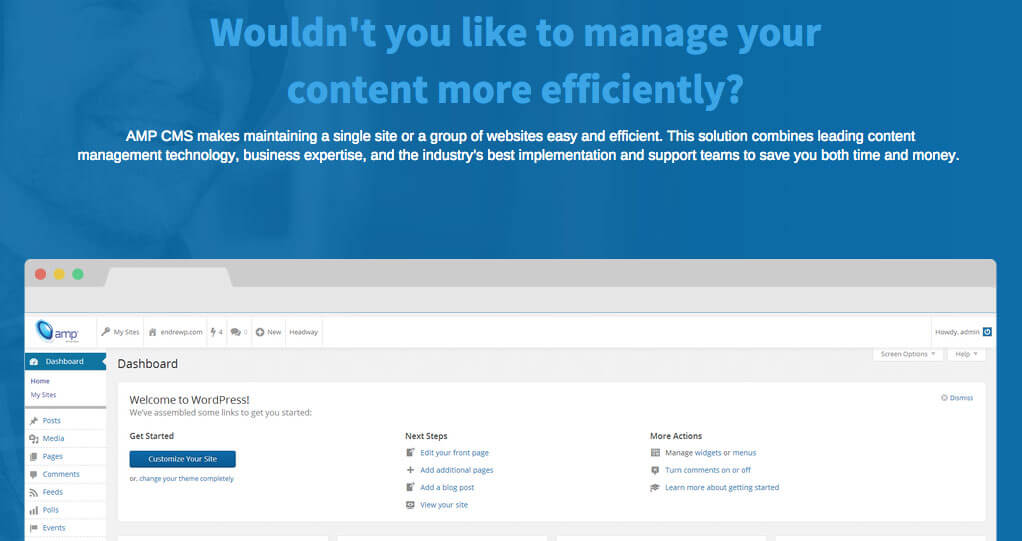 Wouldn't you like to manage your
content more efficiently?
AMP CMS makes maintaining a single site or a group of websites easy and efficient. This solution combines leading content
management technology, business expertise, and the industry's best implementation and support teams to save you both time and money.
amp
My Sites
endrewp.com
4
0
New
Headway
Howdy, admin
Dashboard
Home
My Sites
Posts
Media
Pages
Comments
Feeds
Polls
Events
Dashboard
Screen Options
Help
Welcome to WordPress!
We've assembled some links to get you started:
Dismiss
Get Started
Customize Your Site
or, change your theme completely
Next Steps
Edit your front page
Add additional pages
Add a blog post
View your site
More Actions
Manage widgets or menus
Turn comments on or off
Learn more about getting started